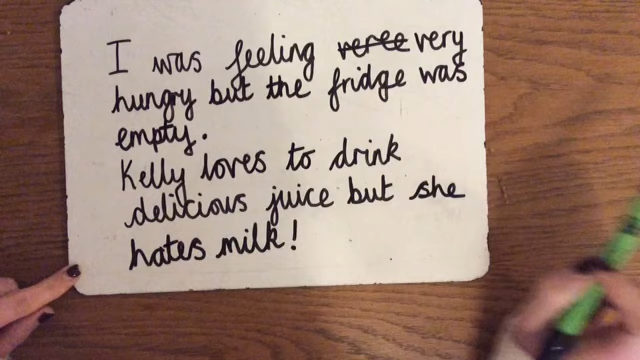 I was feeling veree very
hungry but the fridge was
empty.
Kelly loves to drink
delicious juice but she
hates milk!